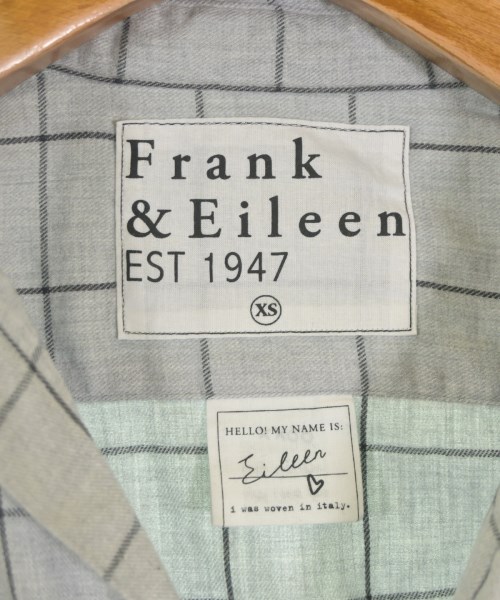 Frank
& Eileen
EST 1947
XS
HELLO! MY NAME IS:
Eileen
i was woven in italy.